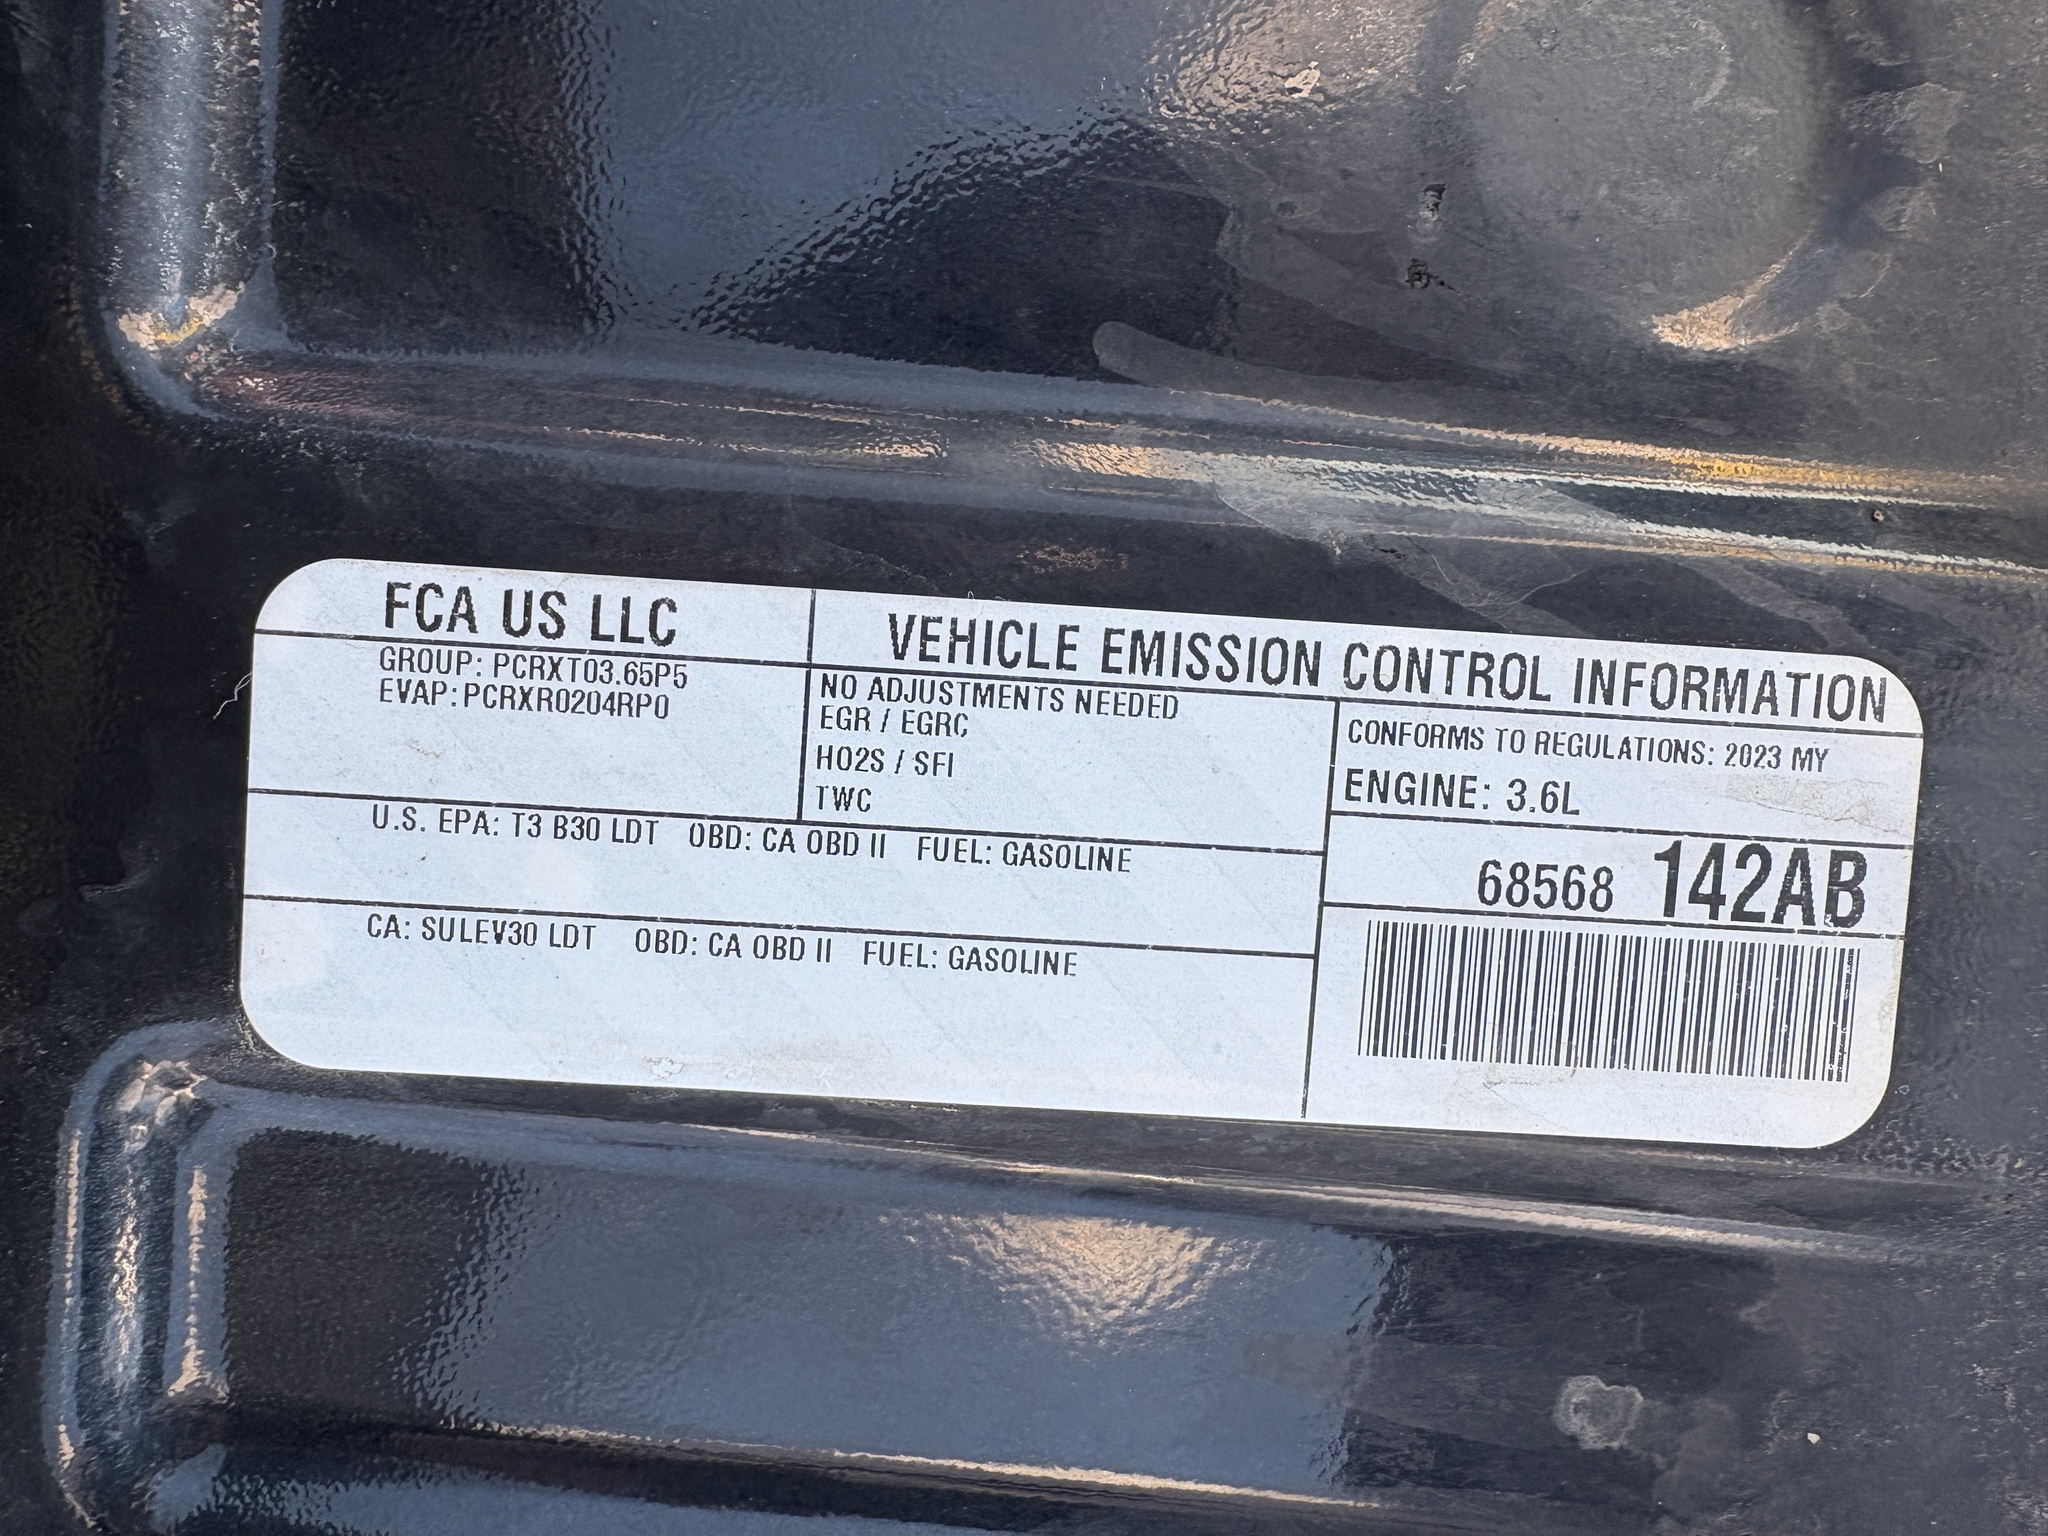 FCA US LLC
VEHICLE EMISSION CONTROL INFORMATION
GROUP: PCRXT03.65P5
EVAP: PCRXR0204RP0
NO ADJUSTMENTS NEEDED
EGR / EGRC
HO2S / SFI
TWC
CONFORMS TO REGULATIONS: 2023 MY
ENGINE: 3.6L
U.S. EPA: T3 B30 LDT OBD: CA OBD II FUEL: GASOLINE
68568 142AB
CA: SULEV30 LDT OBD: CA OBD II FUEL: GASOLINE